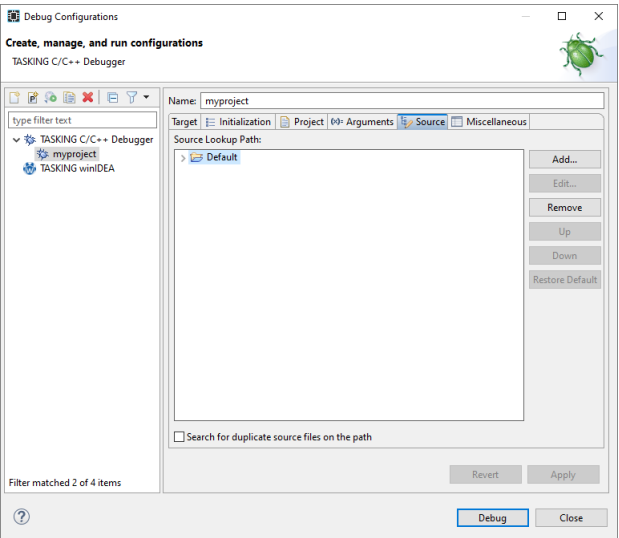 Debug Configurations
Create, manage, and run configurations
TASKING C/C++ Debugger
type filter text
TASKING C/C++ Debugger
myproject
TASKING winIDEA
Filter matched 2 of 4 items
Name: myproject
Target Initialization Project (x)= Arguments Source Miscellaneous
Source Lookup Path:
Default
Add...
Edit...
Remove
Up
Down
Restore Default
Search for duplicate source files on the path
Revert Apply
Debug Close